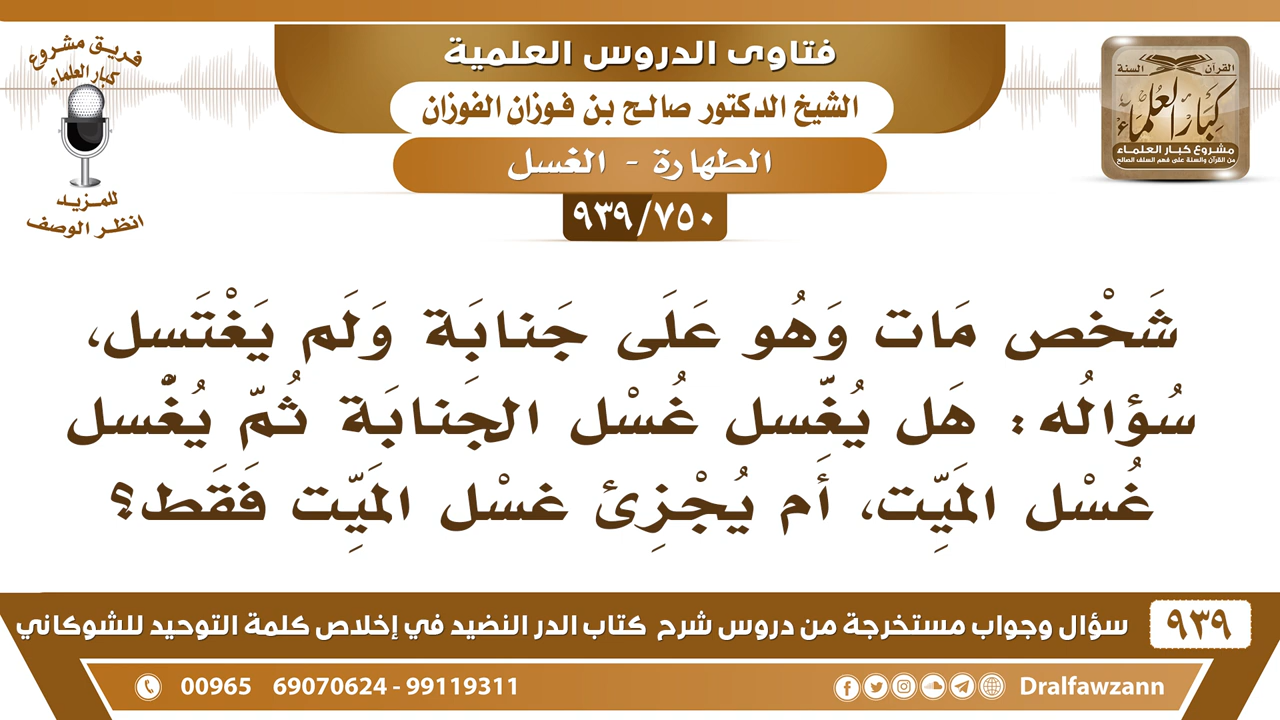 فتاوى الدروس العلمية
الشيخ الدكتور صالح بن فوزان الفوزان
الطهارة - الغسل
٩٣٩/٧٥٠
فريق مشروع
كبار العلماء
للمزيد
انظر الوصف
القرآن السنة
كبار العلماء
مشروع كبار العلماء
من القرآن والسنة على فهم السلف الصالح
شَخْص مَات وَهُو عَلَى جَنابَة وَلَم يَغْتَسل،
سُؤالُه: هَل يُغّسل غُسْل الجَنابَة ثُمّ يُغْسل
غُسْل المَيِّت، أَم يُجْزِئ غسْل المَيِّت فَقَط؟
٩٣٩ سؤال وجواب مستخرجة من دروس شرح كتاب الدر النضيد في إخلاص كلمة التوحيد للشوكاني
00965 69070624 - 99119311
Dralfawzann